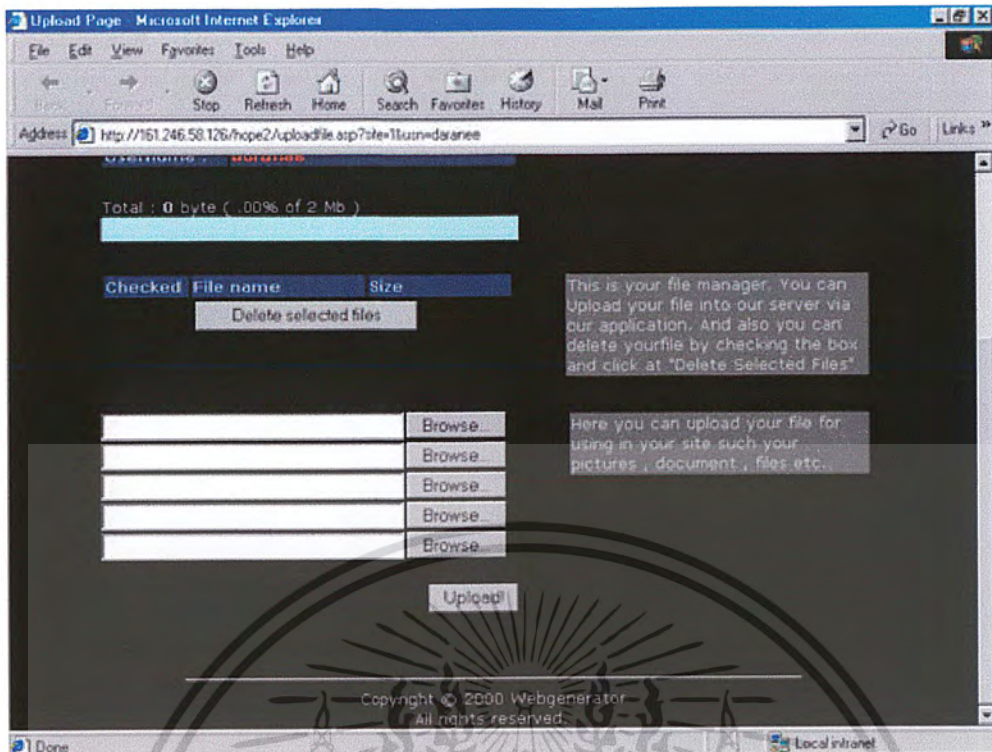 Upload Page - Microsoft Internet Explorer
File Edit View Favorites Tools Help
Back Forward Stop Refresh Home Search Favorites History Mail Print
Address http://161.246.58.126/hope2/uploadfile.asp?site=1&usn=daranee Go Links »
Username : daranee
Total : 0 byte ( .00% of 2 Mb )
Checked File name Size
Delete selected files
This is your file manager. You can
Upload your file into our server via
our application. And also you can
delete yourfile by checking the box
and click at "Delete Selected Files"
Browse...
Browse...
Browse...
Browse...
Browse...
Here you can upload your file for
using in your site such your
pictures , document , files etc..
Upload!
Copyright © 2000 Webgenerator
All rights reserved.
Done Local intranet